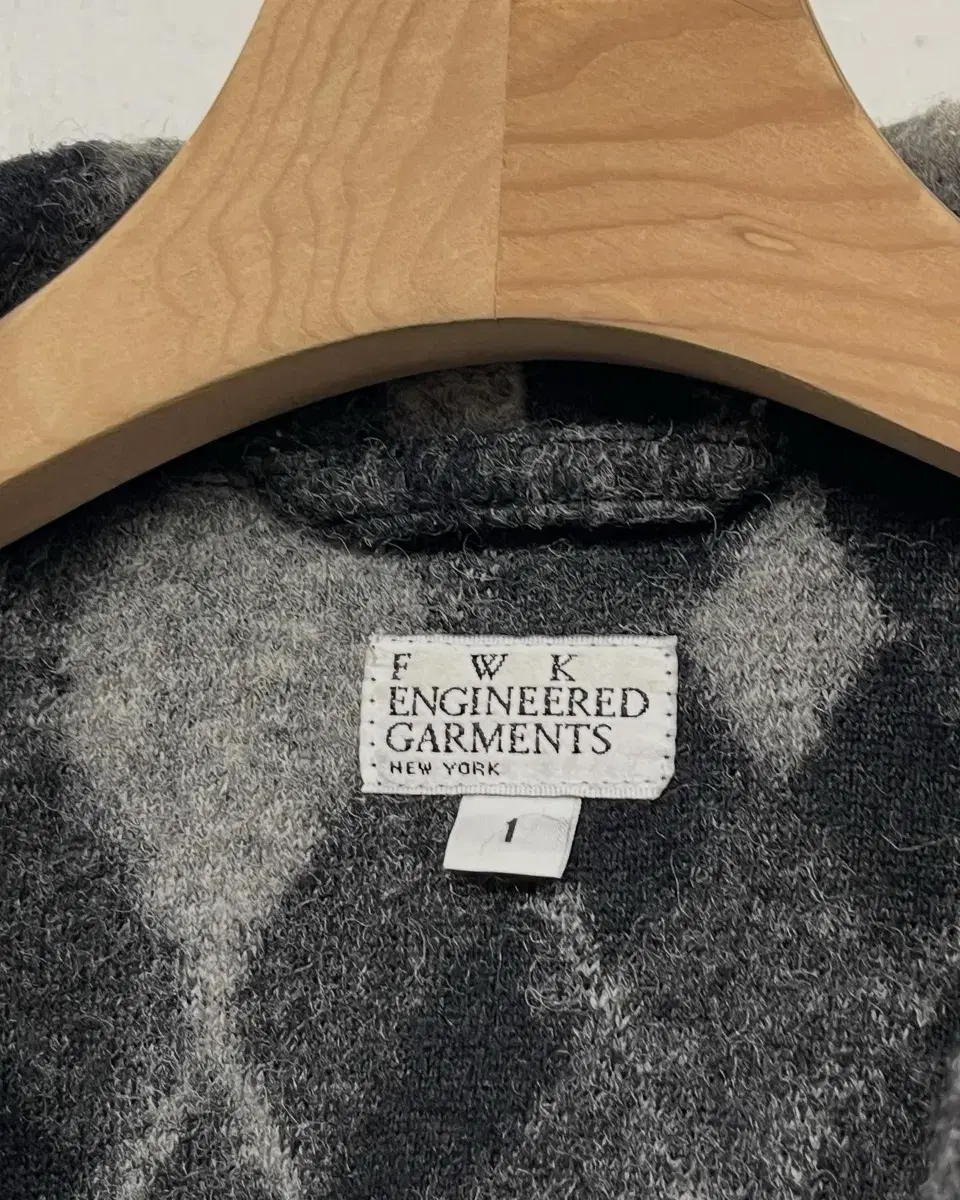 F W K
ENGINEERED
GARMENTS
NEW YORK
1